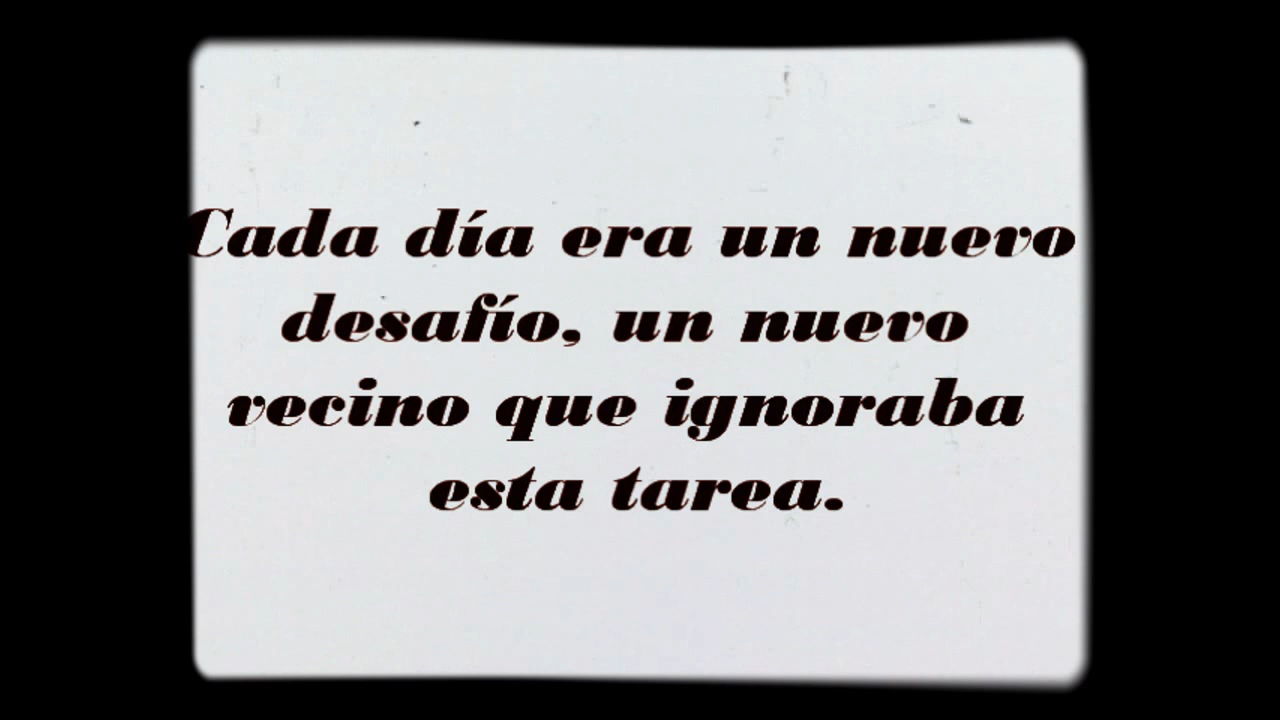 Cada día era un nuevo
desafío, un nuevo
vecino que ignoraba
esta tarea.